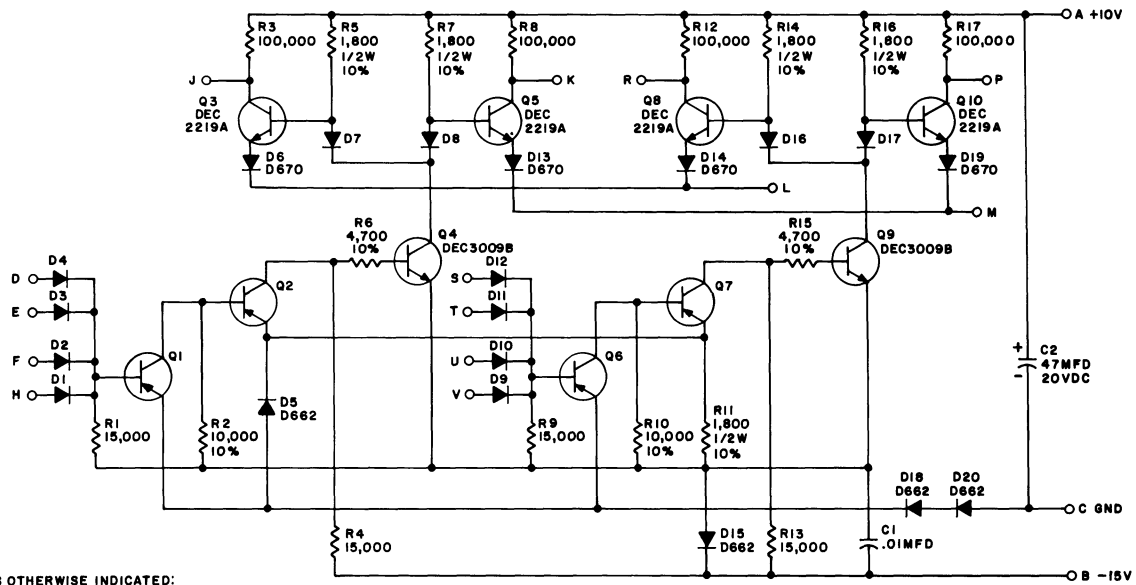 A +10V
R3
100,000
R5
1,800
1/2W
10%
R7
1,800
1/2W
10%
R8
100,000
R12
100,000
R14
1,800
1/2W
10%
R16
1,800
1/2W
10%
R17
100,000
J
K
R
P
Q3
DEC
2219A
Q5
DEC
2219A
Q8
DEC
2219A
Q10
DEC
2219A
D7
D8
D16
D17
D6
D670
D13
D670
D14
D670
D19
D670
L
M
R6
4,700
10%
Q4
DEC3009B
R15
4,700
10%
Q9
DEC3009B
D4
D
D3
E
D2
F
D1
H
Q2
Q1
D12
S
D11
T
D10
U
D9
V
Q7
Q6
C2
47MFD
20VDC
+
-
R1
15,000
R2
10,000
10%
D5
D662
R9
15,000
R10
10,000
10%
R11
1,800
1/2W
10%
D18
D662
D20
D662
C GND
R4
15,000
D15
D662
R13
15,000
C1
.01MFD
B -15V
OTHERWISE INDICATED: